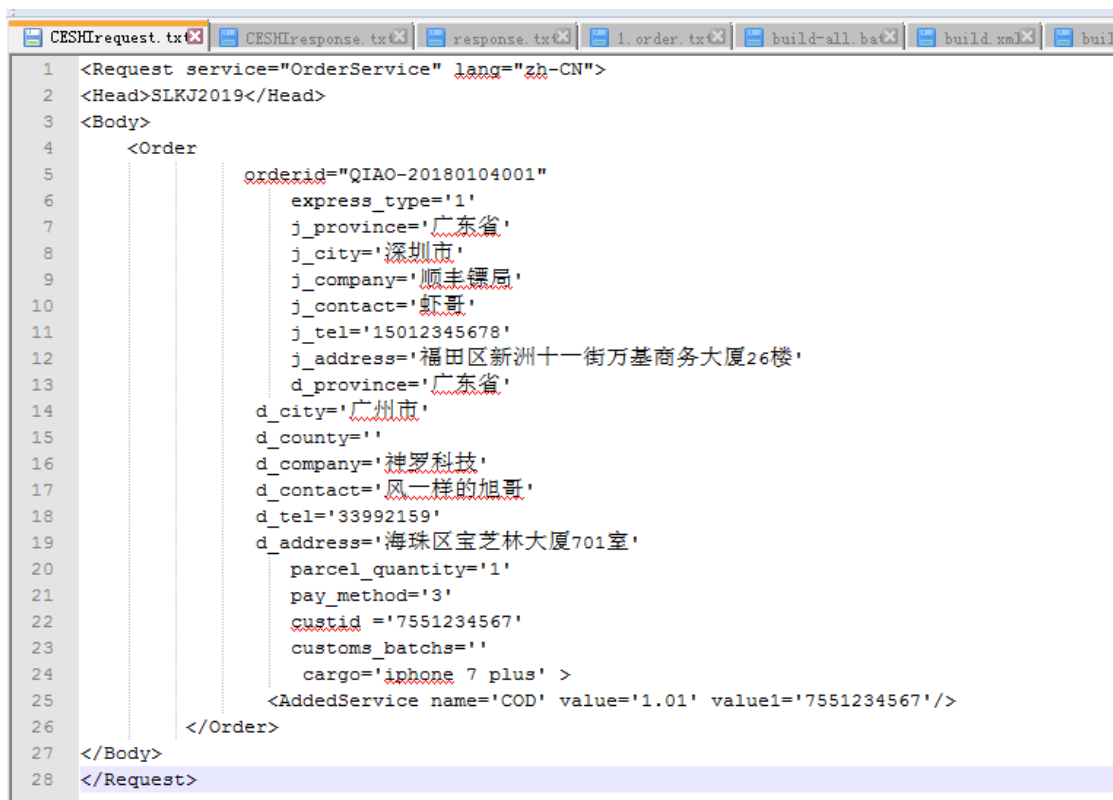 CESHIrequest.txt CESHIresponse.txt response.txt 1.order.txt build-all.bat build.xml buil
1 <Request service="OrderService" lang="zh-CN">
2 <Head>SLKJ2019</Head>
3 <Body>
4 <Order
5 orderid="QIAO-20180104001"
6 express_type='1'
7 j_province='广东省'
8 j_city='深圳市'
9 j_company='顺丰镖局'
10 j_contact='虾哥'
11 j_tel='15012345678'
12 j_address='福田区新洲十一街万基商务大厦26楼'
13 d_province='广东省'
14 d_city='广州市'
15 d_county=''
16 d_company='神罗科技'
17 d_contact='风一样的旭哥'
18 d_tel='33992159'
19 d_address='海珠区宝芝林大厦701室'
20 parcel_quantity='1'
21 pay_method='3'
22 custid ='7551234567'
23 customs_batchs=''
24 cargo='iphone 7 plus' >
25 <AddedService name='COD' value='1.01' value1='7551234567'/>
26 </Order>
27 </Body>
28 </Request>